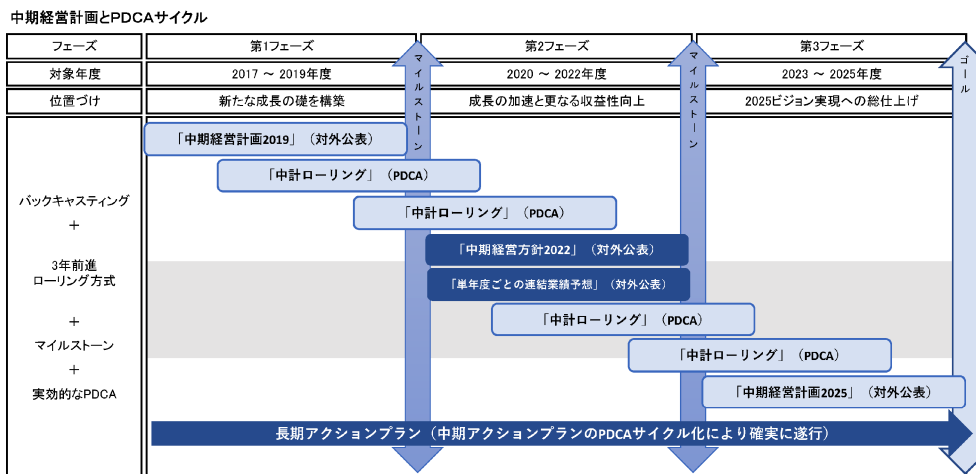 中期経営計画とPDCAサイクル
フェーズ
第1フェーズ
第2フェーズ
第3フェーズ
対象年度
2017 ～ 2019年度
2020 ～ 2022年度
2023 ～ 2025年度
位置づけ
新たな成長の礎を構築
成長の加速と更なる収益性向上
2025ビジョン実現への総仕上げ
マイルストーン
マイルストーン
ゴール
バックキャスティング
+
3年前進
ローリング方式
+
マイルストーン
+
実効的なPDCA
「中期経営計画2019」（対外公表）
「中計ローリング」（PDCA）
「中計ローリング」（PDCA）
「中期経営方針2022」（対外公表）
「単年度ごとの連結業績予想」（対外公表）
「中計ローリング」（PDCA）
「中計ローリング」（PDCA）
「中期経営計画2025」（対外公表）
長期アクションプラン（中期アクションプランのPDCAサイクル化により確実に遂行）